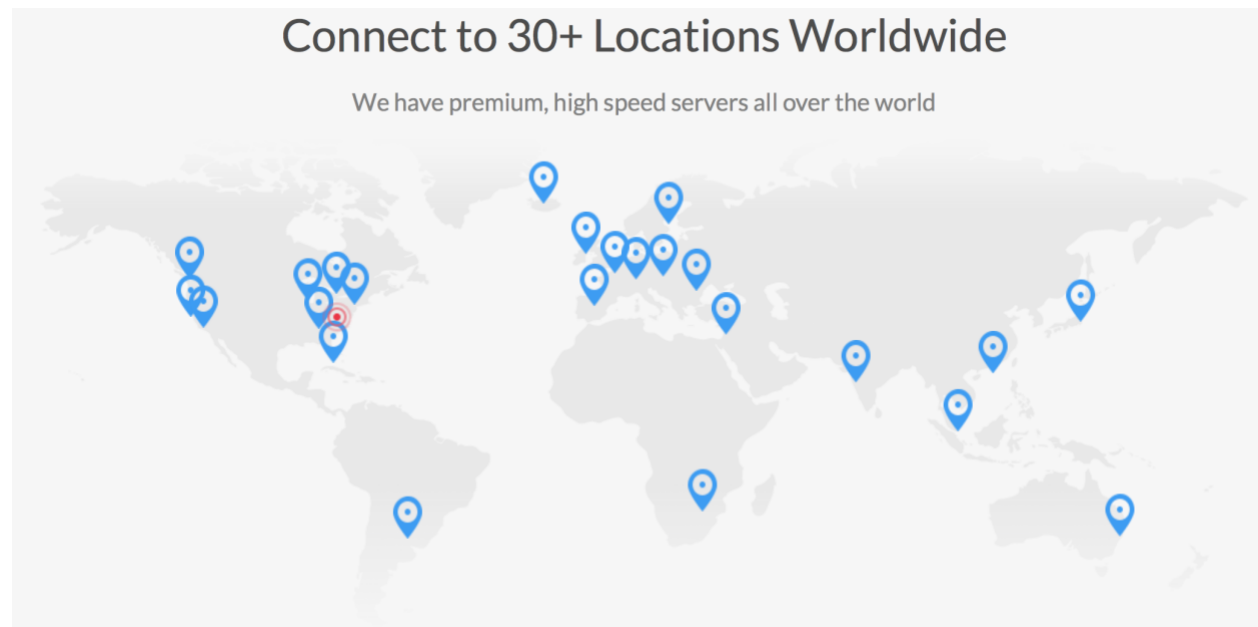 Connect to 30+ Locations Worldwide
We have premium, high speed servers all over the world